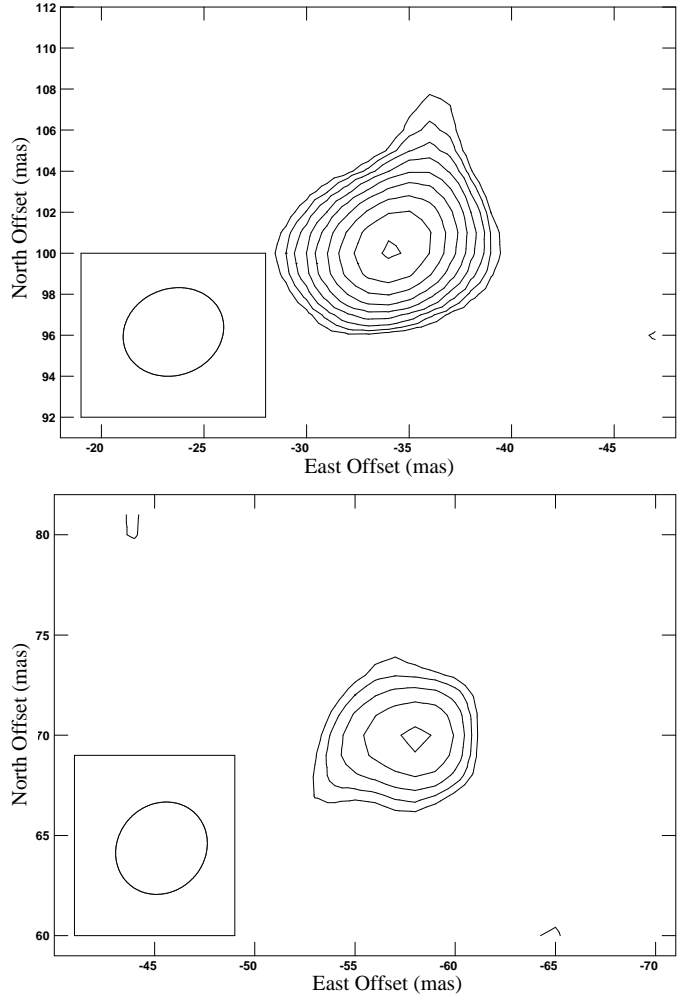 112
110
108
106
104
102
100
98
96
94
92
North Offset (mas)
-20 -25 -30 -35 -40 -45
East Offset (mas)
80
75
70
65
60
North Offset (mas)
-45 -50 -55 -60 -65 -70
East Offset (mas)